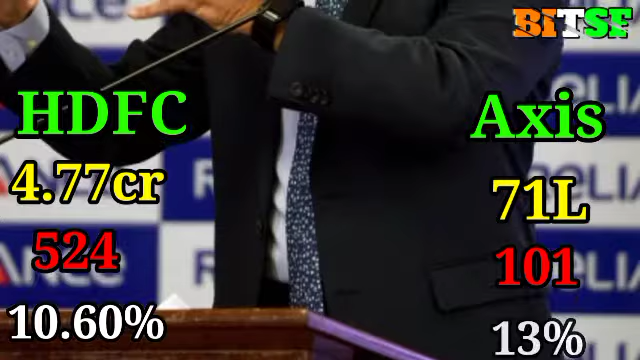 BITSF
HDFC
4.77cr
524
10.60%
Axis
71L
101
13%